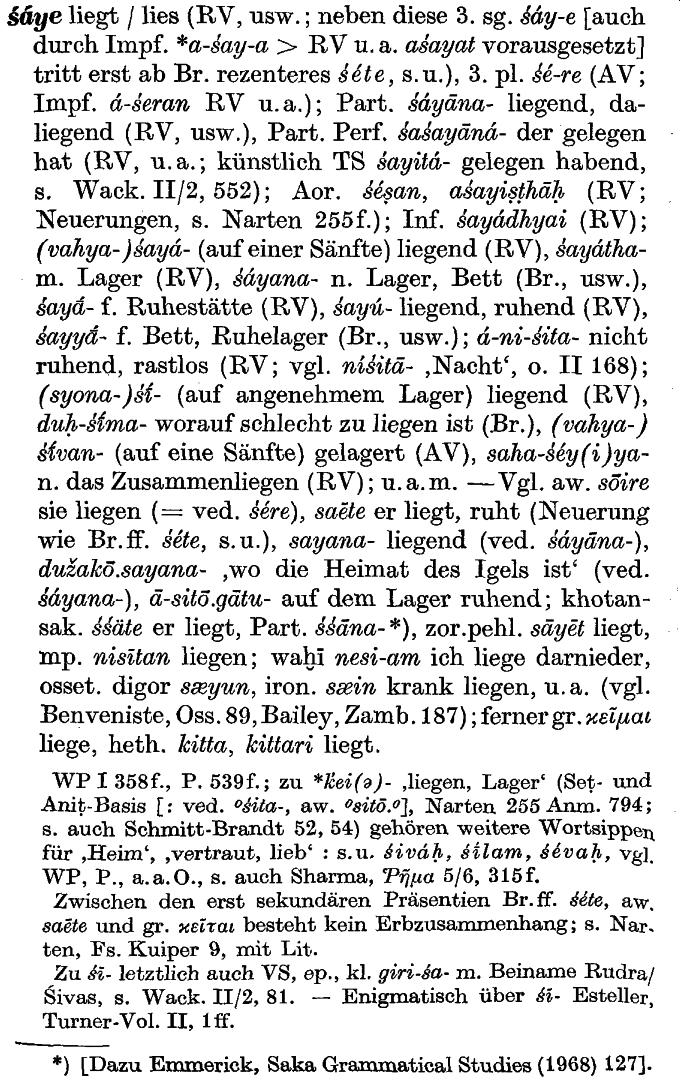 śáye liegt / lies (RV, usw.; neben diese 3. sg. śáy-e [auch
durch Impf. *a-śay-a > RV u. a. aśayat vorausgesetzt]
tritt erst ab Br. rezenteres śéte, s.u.), 3. pl. śé-re (AV;
Impf. á-śeran RV u.a.); Part. śáyāna- liegend, da-
liegend (RV, usw.), Part. Perf. śaśayāná- der gelegen
hat (RV, u. a.; künstlich TS śayitá- gelegen habend,
s. Wack. II/2, 552); Aor. śéṣan, aśayiṣṭhāḥ (RV;
Neuerungen, s. Narten 255f.); Inf. śayádhyai (RV);
(vahya-)śayá- (auf einer Sänfte) liegend (RV), śayátha-
m. Lager (RV), śáyana- n. Lager, Bett (Br., usw.),
śayā́- f. Ruhestätte (RV), śayú- liegend, ruhend (RV),
śayyā́- f. Bett, Ruhelager (Br., usw.); á-ni-śita- nicht
ruhend, rastlos (RV; vgl. níśitā- ‚Nacht‘, o. II 168);
(syona-)śī́- (auf angenehmem Lager) liegend (RV),
duḥ-śī́ma- worauf schlecht zu liegen ist (Br.), (vahya-)
śī́van- (auf eine Sänfte) gelagert (AV), saha-śéy(i)ya-
n. das Zusammenliegen (RV); u. a. m. — Vgl. aw. sōire
sie liegen (= ved. śére), saēte er liegt, ruht (Neuerung
wie Br.ff. śéte, s.u.), sayana- liegend (ved. śáyāna-),
dužakō.sayana- ‚wo die Heimat des Igels ist‘ (ved.
śáyana-), ā-sitō.gātu- auf dem Lager ruhend; khotan-
sak. śśäte er liegt, Part. śśāna-*), zor.pehl. sāyēt liegt,
mp. nisītan liegen; waḫī nesi-am ich liege darnieder,
osset. digor sæyun, iron. sæin krank liegen, u. a. (vgl.
Benveniste, Oss. 89, Bailey, Zamb. 187); ferner gr. κεῖμαι
liege, heth. kitta, kittari liegt.
WP I 358f., P. 539f.; zu *k̑ei(ə)- ‚liegen, Lager‘ (Seṭ- und
Aniṭ-Basis [: ved. °śita-, aw. °sitō.°], Narten 255 Anm. 794;
s. auch Schmitt-Brandt 52, 54) gehören weitere Wortsippen
für ‚Heim‘, ‚vertraut, lieb‘ : s. u. śiváḥ, śī́lam, śévaḥ, vgl.
WP, P., a.a.O., s. auch Sharma, Ῥῆμα 5/6, 315f.
Zwischen den erst sekundären Präsentien Br.ff. śéte, aw.
saēte und gr. κεῖται besteht kein Erbzusammenhang; s. Nar-
ten, Fs. Kuiper 9, mit Lit.
Zu śī- letztlich auch VS, ep., kl. giri-śa- m. Beiname Rudra/
Śivas, s. Wack. II/2, 81. — Enigmatisch über śī- Esteller,
Turner-Vol. II, 1ff.
*) [Dazu Emmerick, Saka Grammatical Studies (1968) 127].